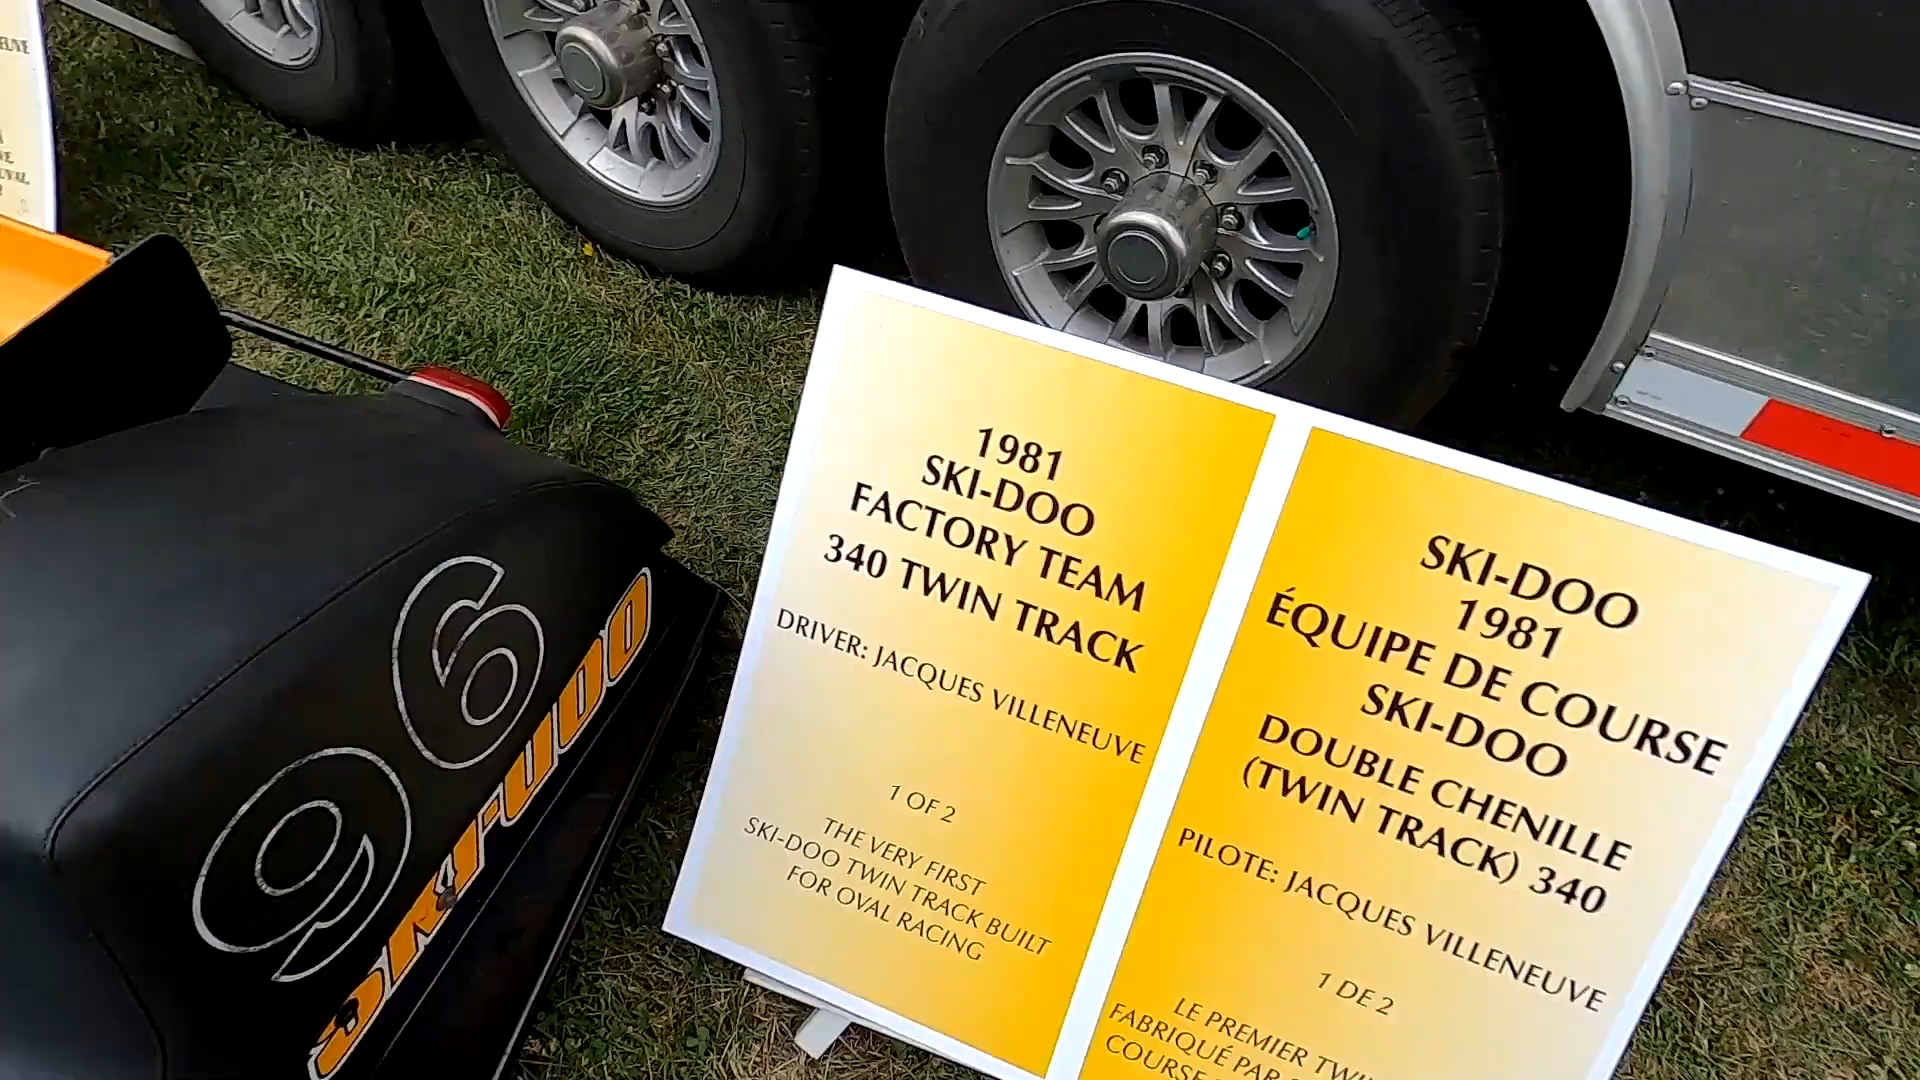 1981
SKI-DOO
FACTORY TEAM
340 TWIN TRACK
DRIVER: JACQUES VILLENEUVE
1 OF 2
THE VERY FIRST
SKI-DOO TWIN TRACK BUILT
FOR OVAL RACING
SKI-DOO
1981
ÉQUIPE DE COURSE
SKI-DOO
DOUBLE CHENILLE
(TWIN TRACK) 340
PILOTE: JACQUES VILLENEUVE
1 DE 2
LE PREMIER
FABRIQUÉ PAR
COURSE
96
ski-doo